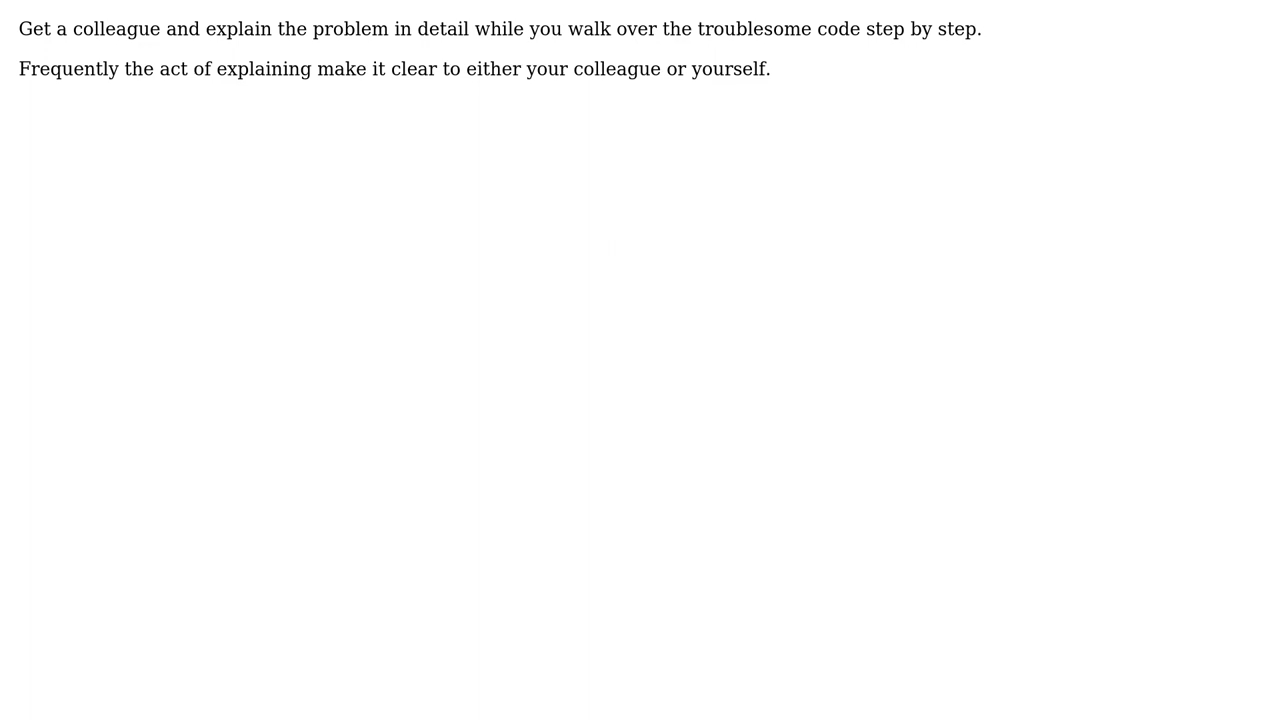 Get a colleague and explain the problem in detail while you walk over the troublesome code step by step.
Frequently the act of explaining make it clear to either your colleague or yourself.